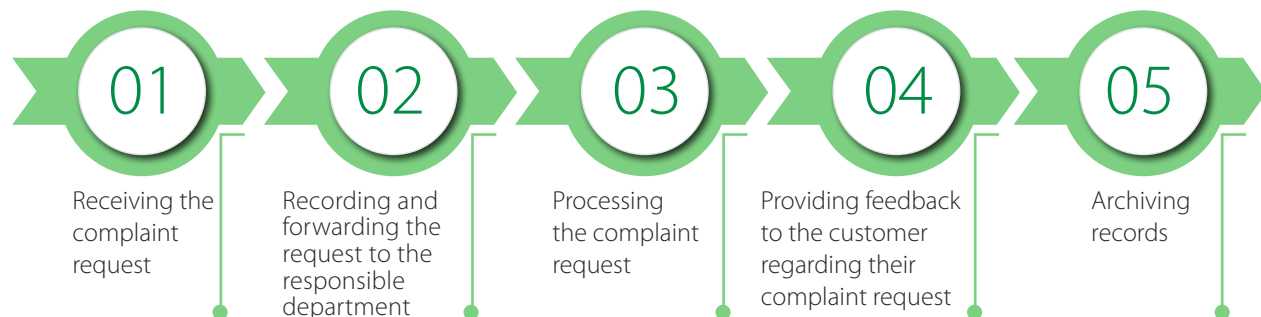 01
Receiving the
complaint
request
02
Recording and
forwarding the
request to the
responsible
department
03
Processing
the complaint
request
04
Providing feedback
to the customer
regarding their
complaint request
05
Archiving
records